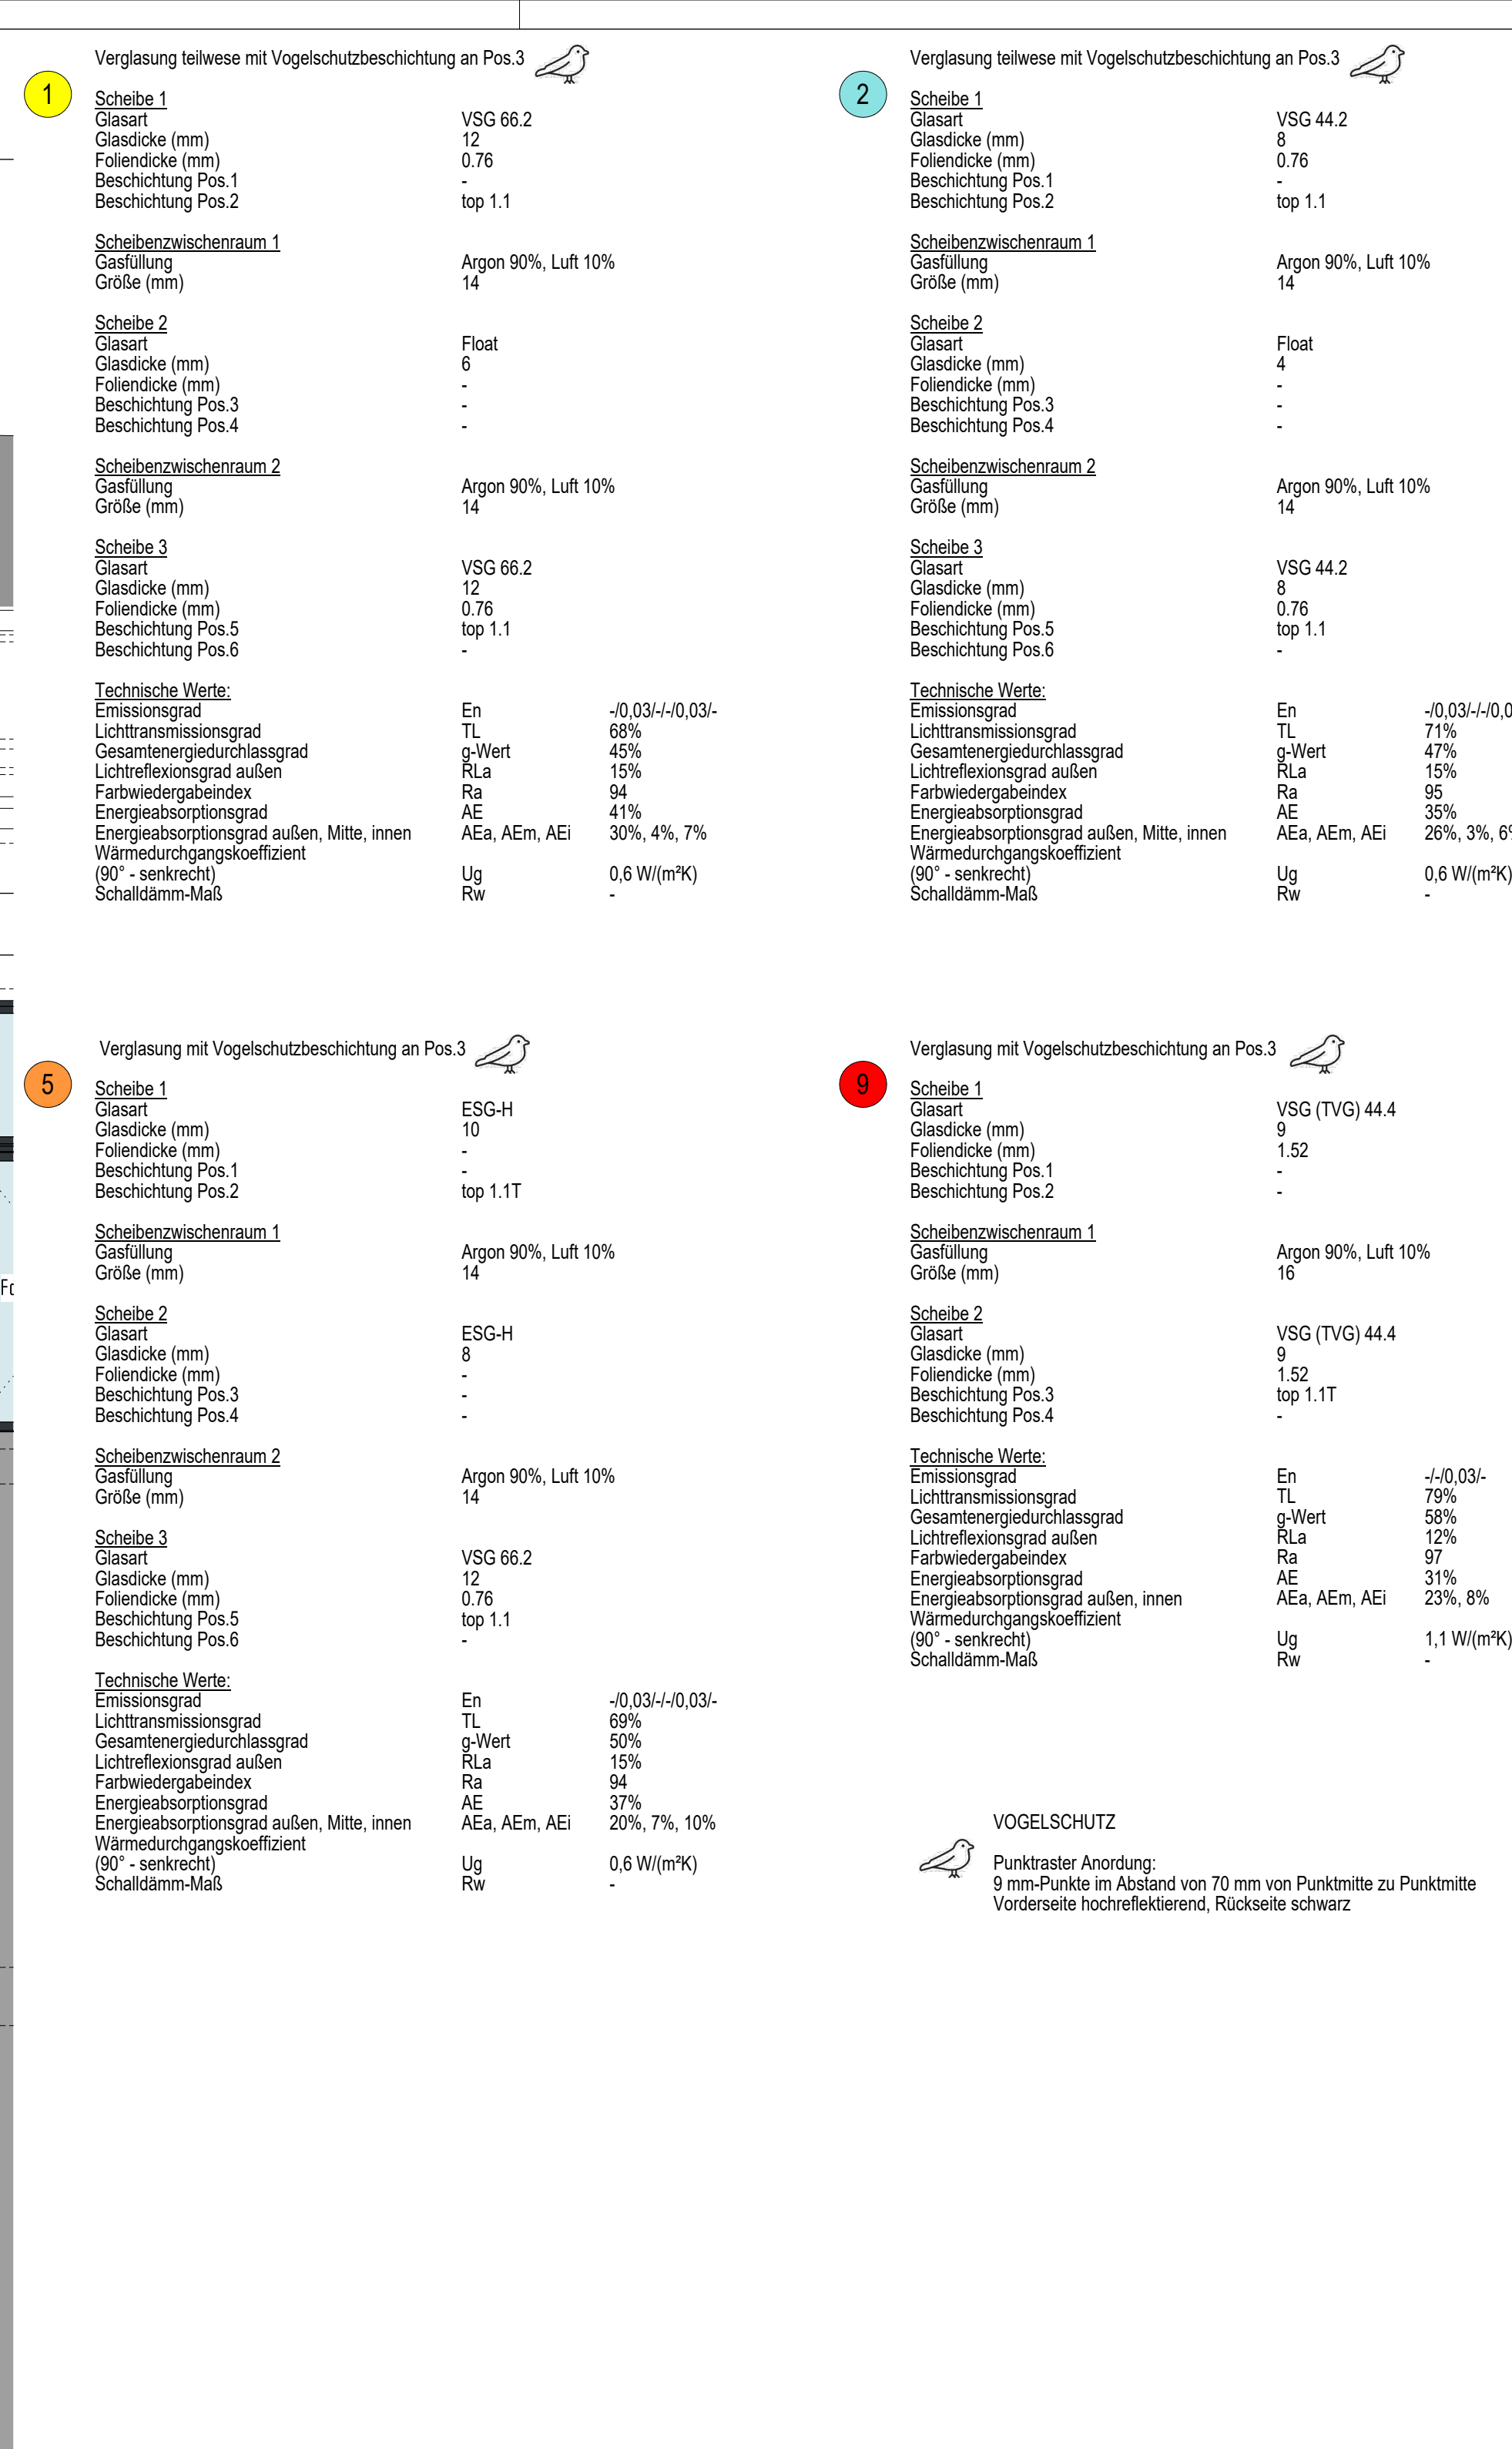 Verglasung teilwese mit Vogelschutzbeschichtung an Pos.3
1
Scheibe 1
Glasart VSG 66.2
Glasdicke (mm) 12
Foliendicke (mm) 0.76
Beschichtung Pos.1 -
Beschichtung Pos.2 top 1.1
Scheibenzwischenraum 1
Gasfüllung Argon 90%, Luft 10%
Größe (mm) 14
Scheibe 2
Glasart Float
Glasdicke (mm) 6
Foliendicke (mm) -
Beschichtung Pos.3 -
Beschichtung Pos.4 -
Scheibenzwischenraum 2
Gasfüllung Argon 90%, Luft 10%
Größe (mm) 14
Scheibe 3
Glasart VSG 66.2
Glasdicke (mm) 12
Foliendicke (mm) 0.76
Beschichtung Pos.5 top 1.1
Beschichtung Pos.6 -
Technische Werte:
Emissionsgrad En -/0,03/-/-/0,03/-
Lichttransmissionsgrad TL 68%
Gesamtenergiedurchlassgrad g-Wert 45%
Lichtreflexionsgrad außen RLa 15%
Farbwiedergabeindex Ra 94
Energieabsorptionsgrad AE 41%
Energieabsorptionsgrad außen, Mitte, innen AEa, AEm, AEi 30%, 4%, 7%
Wärmedurchgangskoeffizient
(90° - senkrecht) Ug 0,6 W/(m²K)
Schalldämm-Maß Rw -
Verglasung teilwese mit Vogelschutzbeschichtung an Pos.3
2
Scheibe 1
Glasart VSG 44.2
Glasdicke (mm) 8
Foliendicke (mm) 0.76
Beschichtung Pos.1 -
Beschichtung Pos.2 top 1.1
Scheibenzwischenraum 1
Gasfüllung Argon 90%, Luft 10%
Größe (mm) 14
Scheibe 2
Glasart Float
Glasdicke (mm) 4
Foliendicke (mm) -
Beschichtung Pos.3 -
Beschichtung Pos.4 -
Scheibenzwischenraum 2
Gasfüllung Argon 90%, Luft 10%
Größe (mm) 14
Scheibe 3
Glasart VSG 44.2
Glasdicke (mm) 8
Foliendicke (mm) 0.76
Beschichtung Pos.5 top 1.1
Beschichtung Pos.6 -
Technische Werte:
Emissionsgrad En
Lichttransmissionsgrad TL 71%
Gesamtenergiedurchlassgrad g-Wert 47%
Lichtreflexionsgrad außen RLa 15%
Farbwiedergabeindex Ra 95
Energieabsorptionsgrad AE 35%
Energieabsorptionsgrad außen, Mitte, innen AEa, AEm, AEi 26%, 3%,
Wärmedurchgangskoeffizient
(90° - senkrecht) Ug 0,6 W/(m²K)
Schalldämm-Maß Rw -
Verglasung mit Vogelschutzbeschichtung an Pos.3
5
Scheibe 1
Glasart ESG-H
Glasdicke (mm) 10
Foliendicke (mm) -
Beschichtung Pos.1 -
Beschichtung Pos.2 top 1.1T
Scheibenzwischenraum 1
Gasfüllung Argon 90%, Luft 10%
Größe (mm) 14
Scheibe 2
Glasart ESG-H
Glasdicke (mm) 8
Foliendicke (mm) -
Beschichtung Pos.3 -
Beschichtung Pos.4 -
Scheibenzwischenraum 2
Gasfüllung Argon 90%, Luft 10%
Größe (mm) 14
Scheibe 3
Glasart VSG 66.2
Glasdicke (mm) 12
Foliendicke (mm) 0.76
Beschichtung Pos.5 top 1.1
Beschichtung Pos.6 -
Technische Werte:
Emissionsgrad En -/0,03/-/-/0,03/-
Lichttransmissionsgrad TL 69%
Gesamtenergiedurchlassgrad g-Wert 50%
Lichtreflexionsgrad außen RLa 15%
Farbwiedergabeindex Ra 94
Energieabsorptionsgrad AE 37%
Energieabsorptionsgrad außen, Mitte, innen AEa, AEm, AEi 20%, 7%, 10%
Wärmedurchgangskoeffizient
(90° - senkrecht) Ug 0,6 W/(m²K)
Schalldämm-Maß Rw -
Verglasung mit Vogelschutzbeschichtung an Pos.3
9
Scheibe 1
Glasart VSG (TVG) 44.4
Glasdicke (mm) 9
Foliendicke (mm) 1.52
Beschichtung Pos.1 -
Beschichtung Pos.2 -
Scheibenzwischenraum 1
Gasfüllung Argon 90%, Luft 10%
Größe (mm) 16
Scheibe 2
Glasart VSG (TVG) 44.4
Glasdicke (mm) 9
Foliendicke (mm) 1.52
Beschichtung Pos.3 top 1.1T
Beschichtung Pos.4 -
Technische Werte:
Emissionsgrad En -/-/0,03/-
Lichttransmissionsgrad TL 79%
Gesamtenergiedurchlassgrad g-Wert 58%
Lichtreflexionsgrad außen RLa 12%
Farbwiedergabeindex Ra 97
Energieabsorptionsgrad AE 31%
Energieabsorptionsgrad außen, innen AEa, AEm, AEi 23%, 8%
Wärmedurchgangskoeffizient
(90° - senkrecht) Ug 1,1 W/(m²K)
Schalldämm-Maß Rw -
VOGELSCHUTZ
Punktraster Anordung:
9 mm-Punkte im Abstand von 70 mm von Punktmitte zu Punktmitte
Vorderseite hochreflektierend, Rückseite schwarz